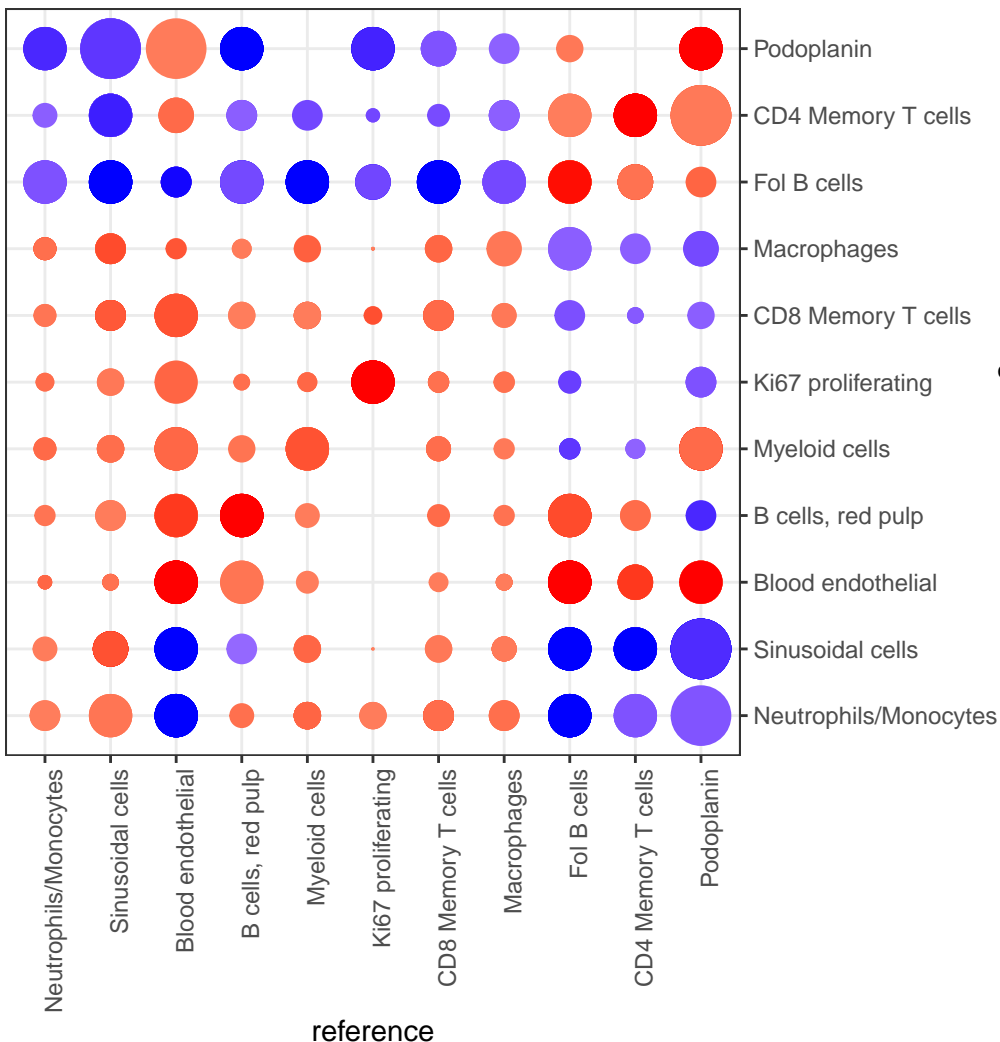 Podoplanin
CD4 Memory T cells
Fol B cells
Macrophages
CD8 Memory T cells
Ki67 proliferating
Myeloid cells
B cells, red pulp
Blood endothelial
Sinusoidal cells
Neutrophils/Monocytes
Neutrophils/Monocytes
Sinusoidal cells
Blood endothelial
B cells, red pulp
Myeloid cells
Ki67 proliferating
CD8 Memory T cells
Macrophages
Fol B cells
CD4 Memory T cells
Podoplanin
reference